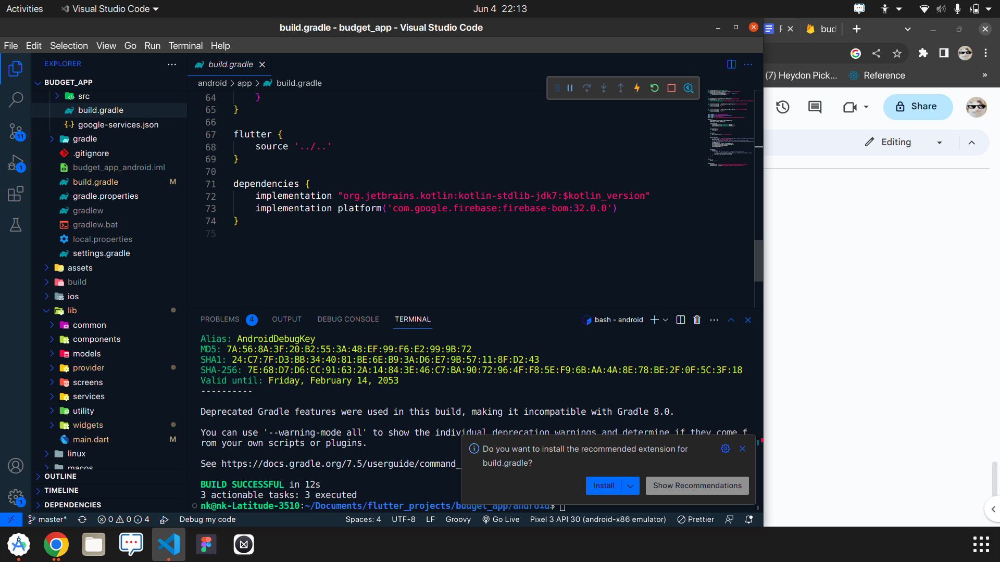 Activities
Visual Studio Code
Jun 4 22:13
build.gradle - budget_app - Visual Studio Code
bud
File Edit Selection View Go Run Terminal Help
EXPLORER
build.gradle
(7) Heydon Pick...
Reference
»
BUDGET_APP
android > app > build.gradle
src
build.gradle
google-services.json
gradle
.gitignore
budget_app_android.iml
build.gradle M
gradle.properties
gradlew
gradlew.bat
local.properties
settings.gradle
assets
build
ios
lib
common
components
models
provider
screens
services
utility
widgets
main.dart M
linux
macos
OUTLINE
TIMELINE
DEPENDENCIES
11
1
1
64 }
65 }
66
67 flutter {
68 source '../..'
69 }
70
71 dependencies {
72 implementation "org.jetbrains.kotlin:kotlin-stdlib-jdk7:$kotlin_version"
73 implementation platform('com.google.firebase:firebase-bom:32.0.0')
74 }
75
Share
Editing
PROBLEMS 4 OUTPUT DEBUG CONSOLE TERMINAL
bash - android
Alias: AndroidDebugKey
MD5: 7A:56:8A:3F:20:B2:55:3A:48:EF:99:F6:E2:99:9B:72
SHA1: 24:C7:7F:D3:BB:34:40:81:BE:6E:B9:3A:D6:E7:9B:57:11:8F:D2:43
SHA-256: 7E:68:D7:D6:CC:91:63:2A:14:84:3E:46:C7:BA:90:72:96:4F:F8:5E:F9:6B:AA:4A:8E:78:BE:2F:0F:5C:3F:18
Valid until: Friday, February 14, 2053
----------
Deprecated Gradle features were used in this build, making it incompatible with Gradle 8.0.
You can use '--warning-mode all' to show the individual deprecation warnings and determine if they come f
rom your own scripts or plugins.
See https://docs.gradle.org/7.5/userguide/command_
BUILD SUCCESSFUL in 12s
3 actionable tasks: 3 executed
nk@nk-Latitude-3510:~/Documents/flutter_projects/budget_app/android$
Do you want to install the recommended extension for
build.gradle?
Install
Show Recommendations
master* 0 0 4 Debug my code Spaces: 4 UTF-8 LF Groovy Go Live Pixel 3 API 30 (android-x86 emulator) Prettier